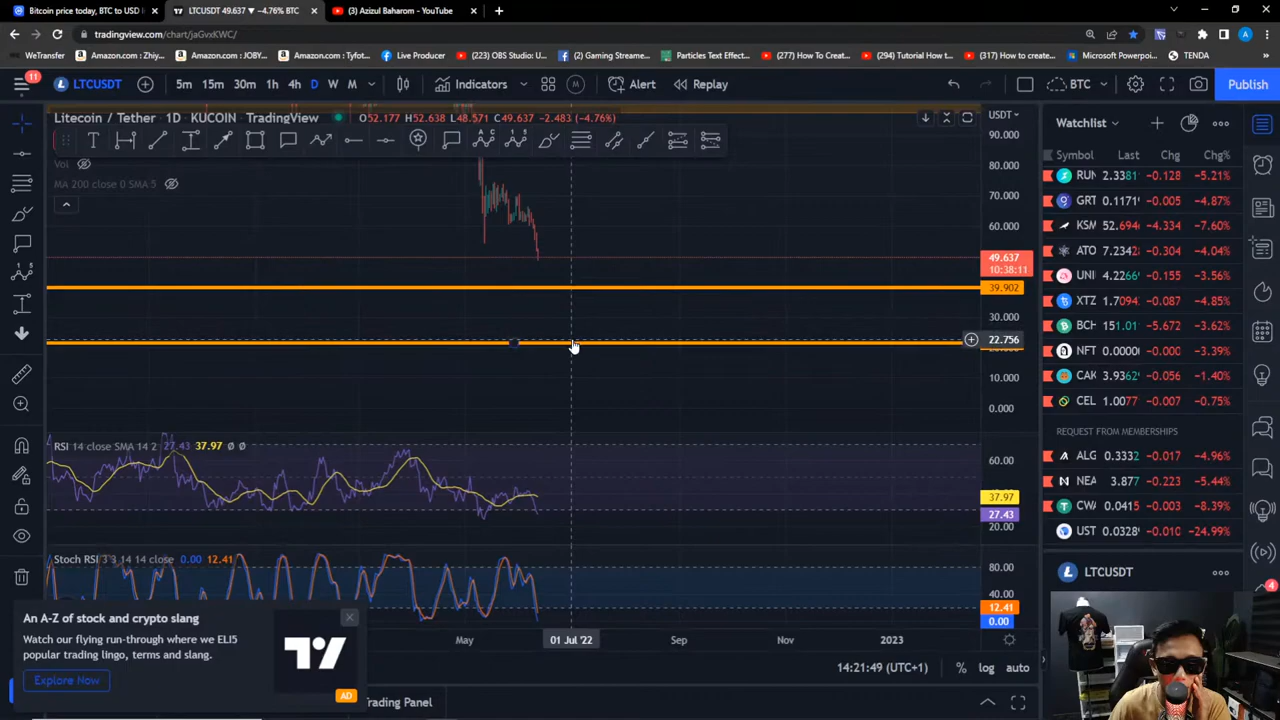 Bitcoin price today, BTC to USD
LTCUSDT 49.637 ▼ −4.76% BTC
(3) Azizul Baharom - YouTube
tradingview.com/chart/jaGvxKWC/
WeTransfer
Amazon.com: Zhiy...
Amazon.com: JOBY...
Amazon.com: Tyfot...
Live Producer
(223) OBS Studio: U...
(2) Gaming Streame...
Particles Text Effect...
(277) How To Creat...
(294) Tutorial How t...
(317) How to create...
Microsoft Powerpoi...
TENDA
11
LTCUSDT
5m 15m 30m 1h 4h D W M
Indicators
Alert
Replay
BTC
Publish
Litecoin / Tether · 1D · KUCOIN · TradingView
O52.177 H52.638 L48.571 C49.637 −2.483 (−4.76%)
Vol
MA 200 close 0 SMA 5
USDT
90.000
80.000
70.000
60.000
49.637
10:38:11
39.902
30.000
22.756
10.000
0.000
RSI 14 close SMA 14 2 27.43 37.97 Ø Ø
60.00
37.97
27.43
20.00
Stoch RSI 3 3 14 14 close 0.00 12.41
80.00
40.00
12.41
0.00
May
01 Jul '22
Sep
Nov
2023
14:21:49 (UTC+1)
%
log
auto
Trading Panel
An A-Z of stock and crypto slang
Watch our flying run-through where we ELI5
popular trading lingo, terms and slang.
Explore Now
AD
Watchlist
Symbol Last Chg Chg%
RUN 2.3381 −0.128 −5.21%
GRT 0.1171 −0.005 −4.87%
KSM 52.694 −4.334 −7.60%
ATO 7.2342 −0.304 −4.04%
UNI 4.2266 −0.155 −3.56%
XTZ 1.7094 −0.087 −4.85%
BCH 151.01 −5.672 −3.62%
NFT 0.0000 −0.000 −3.39%
CAK 3.9362 −0.056 −1.40%
CEL 1.0077 −0.007 −0.75%
REQUEST FROM MEMBERSHIPS
ALG 0.3332 −0.017 −4.96%
NEA 3.877 −0.223 −5.44%
CW 0.0415 −0.003 −8.39%
UST 0.0328 −0.010 −24.99%
LTCUSDT
4